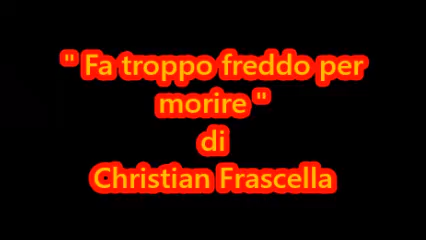 " Fa troppo freddo per
morire "
di
Christian Frascella